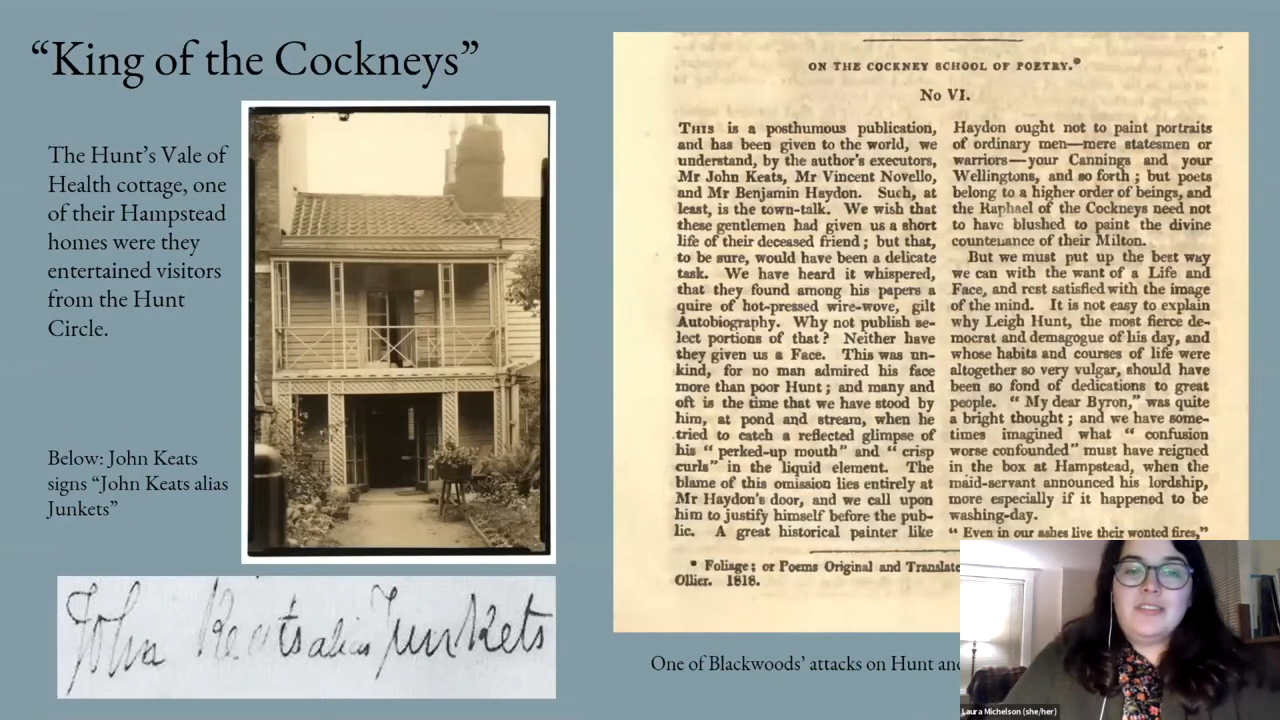 “King of the Cockneys”
The Hunt’s Vale of
Health cottage, one
of their Hampstead
homes were they
entertained visitors
from the Hunt
Circle.
Below: John Keats
signs “John Keats alias
Junkets”
John Keats alias Junkets
ON THE COCKNEY SCHOOL OF POETRY.*
No VI.
THIS is a posthumous publication,
and has been given to the world, we
understand, by the author's executors,
Mr John Keats, Mr Vincent Novello,
and Mr Benjamin Haydon. Such, at
least, is the town-talk. We wish that
these gentlemen had given us a short
life of their deceased friend; but that,
to be sure, would have been a delicate
task. We have heard it whispered,
that they found among his papers a
quire of hot-pressed wire-wove, gilt
Autobiography. Why not publish se-
lect portions of that? Neither have
they given us a Face. This was un-
kind, for no man admired his face
more than poor Hunt; and many and
oft is the time that we have stood by
him, at pond and stream, when he
tried to catch a reflected glimpse of
his “ perked-up mouth” and “ crisp
curls” in the liquid element. The
blame of this omission lies entirely at
Mr Haydon's door, and we call upon
him to justify himself before the pub-
lic. A great historical painter like
Haydon ought not to paint portraits
of ordinary men—mere statesmen or
warriors—your Cannings and your
Wellingtons, and so forth; but poets
belong to a higher order of beings, and
the Raphael of the Cockneys need not
to have blushed to paint the divine
countenance of their Milton.
But we must put up the best way
we can with the want of a Life and
Face, and rest satisfied with the image
of the mind. It is not easy to explain
why Leigh Hunt, the most fierce de-
mocrat and demagogue of his day, and
whose habits and courses of life were
altogether so very vulgar, should have
been so fond of dedications to great
people. “ My dear Byron,” was quite
a bright thought; and we have some-
times imagined what “ confusion
worse confounded” must have reigned
in the box at Hampstead, when the
maid-servant announced his lordship,
more especially if it happened to be
washing-day.
“ Even in our ashes live their wonted fires,”
* Foliage; or Poems Original and Translate
Ollier. 1818.
One of Blackwoods’ attacks on Hunt and
Laura Michelson (she/her)